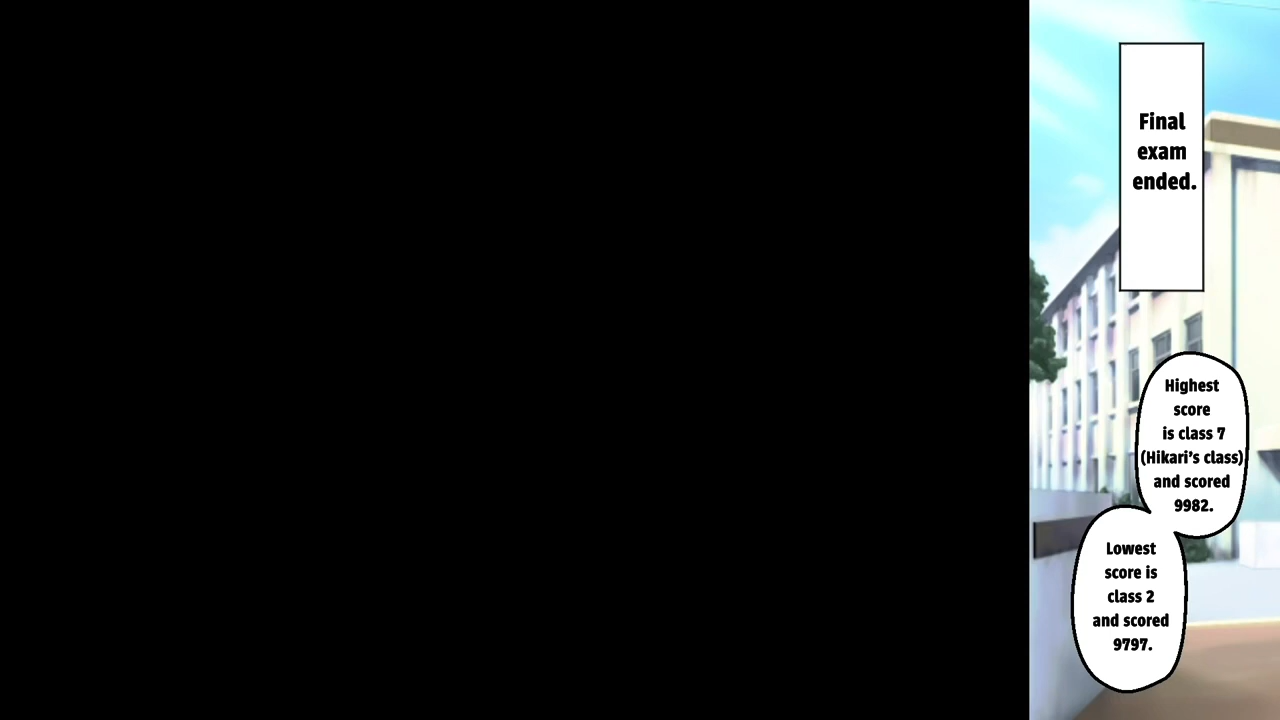 Final
exam
ended.
Highest
score
is class 7
(Hikari's class)
and scored
9982.
Lowest
score is
class 2
and scored
9797.